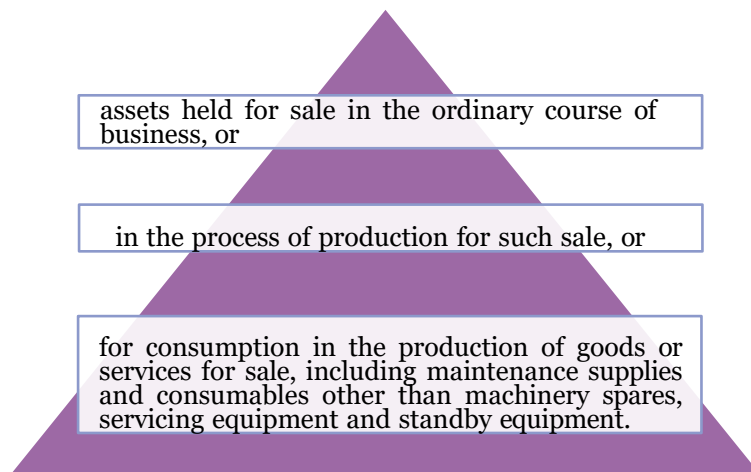 assets held for sale in the ordinary course of
business, or
in the process of production for such sale, or
for consumption in the production of goods or
services for sale, including maintenance supplies
and consumables other than machinery spares,
servicing equipment and standby equipment.